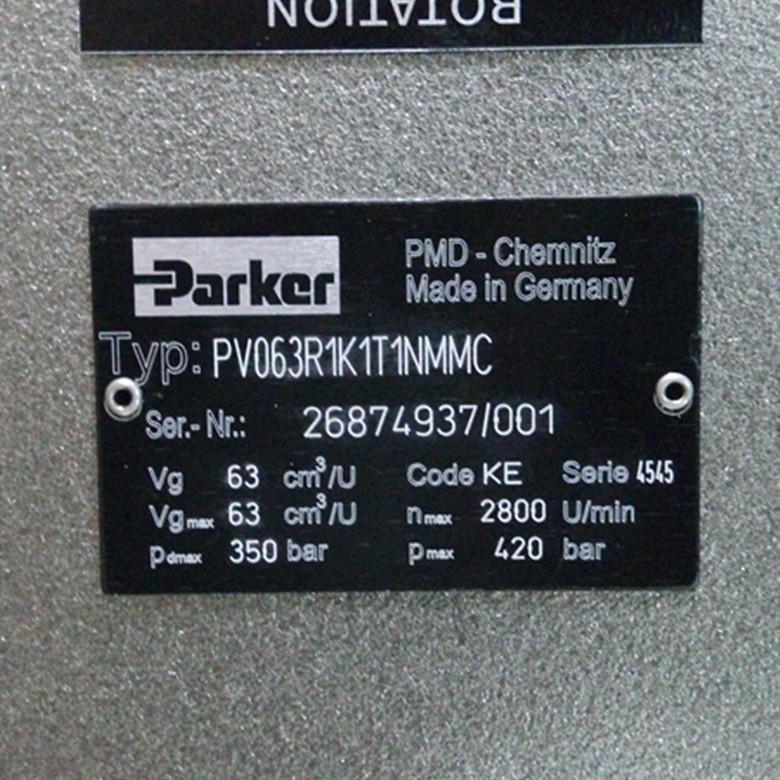 ROTATION
Parker
PMD - Chemnitz
Made in Germany
Typ: PV063R1K1T1NMMC
Ser.- Nr.: 26874937/001
Vg 63 cm³/U Code KE Serie 4545
Vgmax 63 cm³/U nmax 2800 U/min
pdmax 350 bar pmax 420 bar